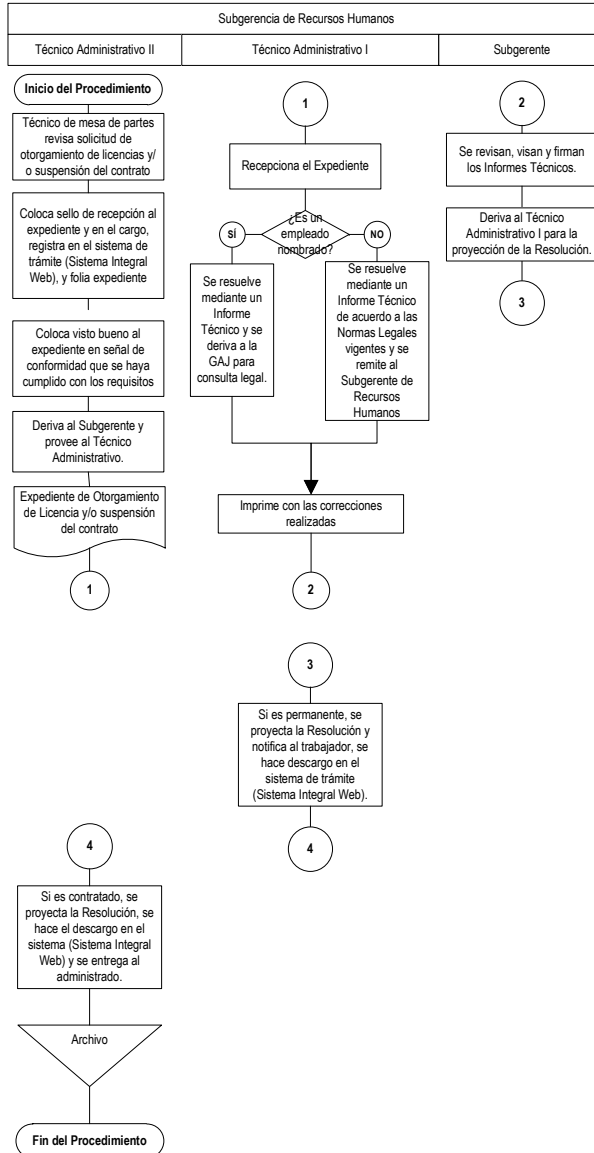 Subgerencia de Recursos Humanos
Técnico Administrativo II
Técnico Administrativo I
Subgerente
Inicio del Procedimiento
Técnico de mesa de partes
revisa solicitud de
otorgamiento de licencias y/
o suspensión del contrato
Coloca sello de recepción al
expediente y en el cargo,
registra en el sistema de
trámite (Sistema Integral
Web), y folia expediente
Coloca visto bueno al
expediente en señal de
conformidad que se haya
cumplido con los requisitos
Deriva al Subgerente y
provee al Técnico
Administrativo.
Expediente de Otorgamiento
de Licencia y/o suspensión
del contrato
1
1
Recepciona el Expediente
¿Es un
empleado
nombrado?
SÍ
NO
Se resuelve
mediante un
Informe
Técnico y se
deriva a la
GAJ para
consulta legal.
Se resuelve
mediante un
Informe Técnico
de acuerdo a las
Normas Legales
vigentes y se
remite al
Subgerente de
Recursos
Humanos
Imprime con las correcciones
realizadas
2
2
Se revisan, visan y firman
los Informes Técnicos.
Deriva al Técnico
Administrativo I para la
proyección de la Resolución.
3
3
Si es permanente, se
proyecta la Resolución y
notifica al trabajador, se
hace descargo en el
sistema de trámite
(Sistema Integral Web).
4
4
Si es contratado, se
proyecta la Resolución, se
hace el descargo en el
sistema (Sistema Integral
Web) y se entrega al
administrado.
Archivo
Fin del Procedimiento